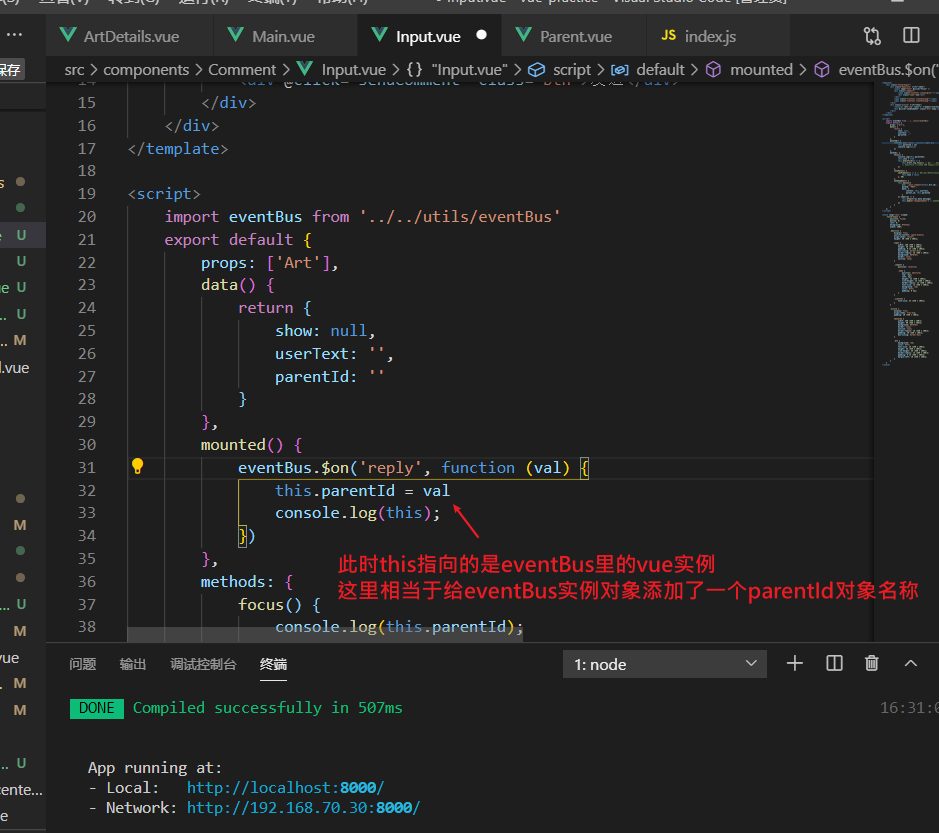 ArtDetails.vue Main.vue Input.vue Parent.vue JS index.js
保存 src > components > Comment > Input.vue > {} "Input.vue" > script > default > mounted > eventBus.$on('
15 </div>
16 </div>
17 </template>
18
19 <script>
20 import eventBus from '../../utils/eventBus'
21 export default {
22 props: ['Art'],
23 data() {
24 return {
25 show: null,
26 userText: '',
27 parentId: ''
28 }
29 },
30 mounted() {
31 eventBus.$on('reply', function (val) {
32 this.parentId = val
33 console.log(this);
34 })
35 },
此时this指向的是eventBus里的vue实例
36 methods: {
这里相当于给eventBus实例对象添加了一个parentId对象名称
37 focus() {
38 console.log(this.parentId);
问题 输出 调试控制台 终端 1: node
DONE Compiled successfully in 507ms 16:31:0
App running at:
- Local: http://localhost:8000/
- Network: http://192.168.70.30:8000/